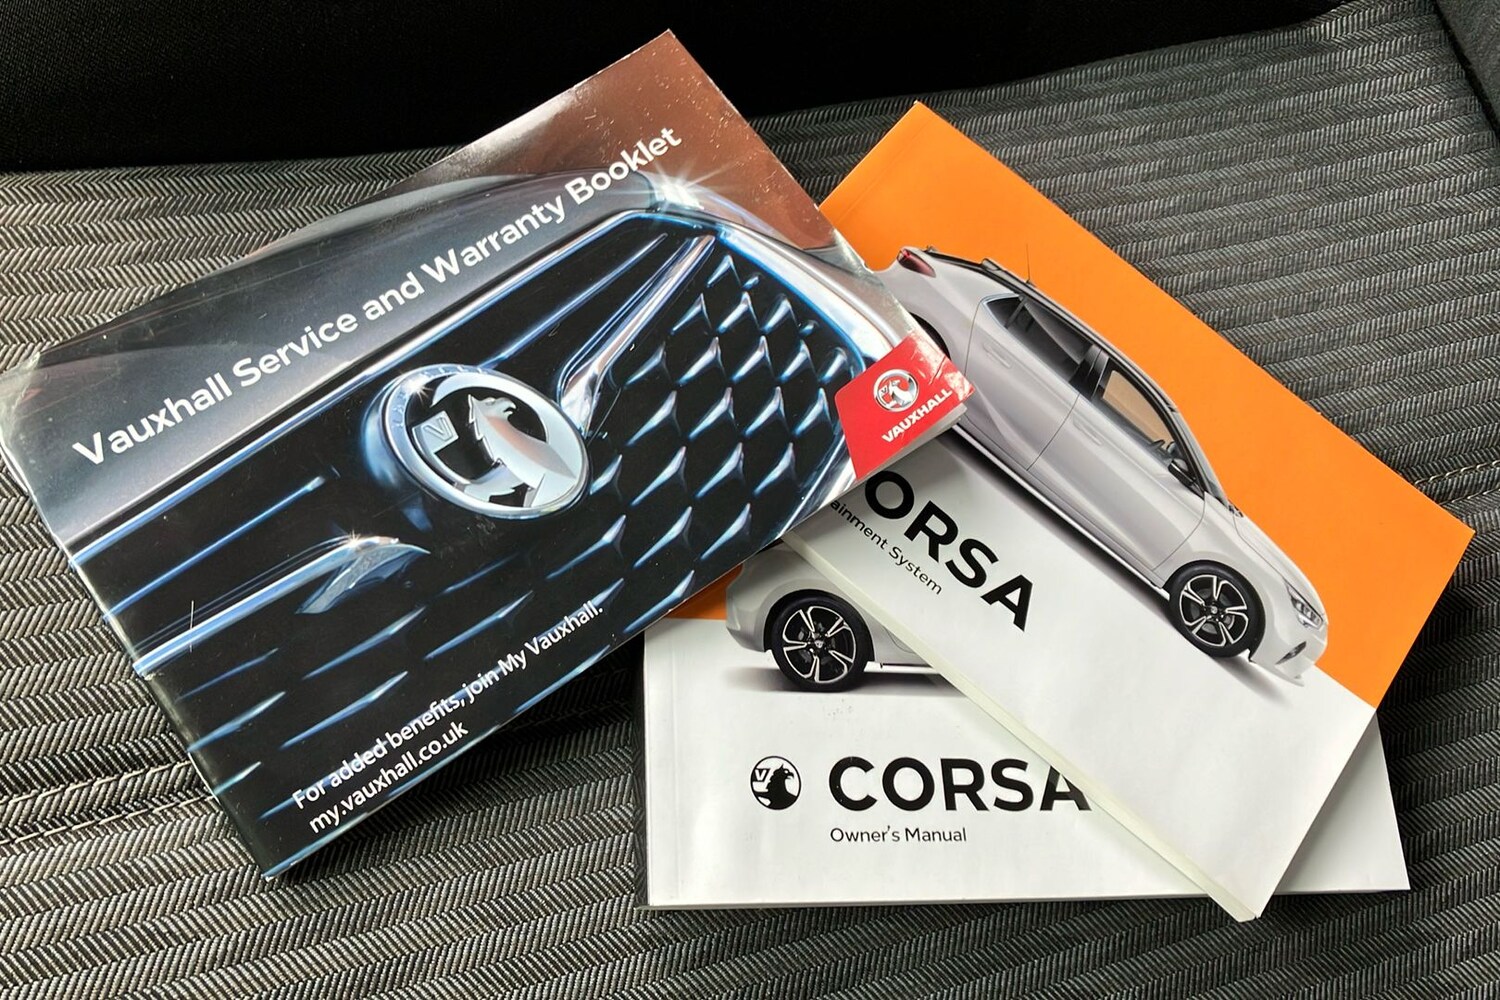 Vauxhall Service and Warranty Booklet
VAUXHALL
For added benefits, join My Vauxhall.
my.vauxhall.co.uk
ORSA
ainment System
V
CORSA
Owner's Manual